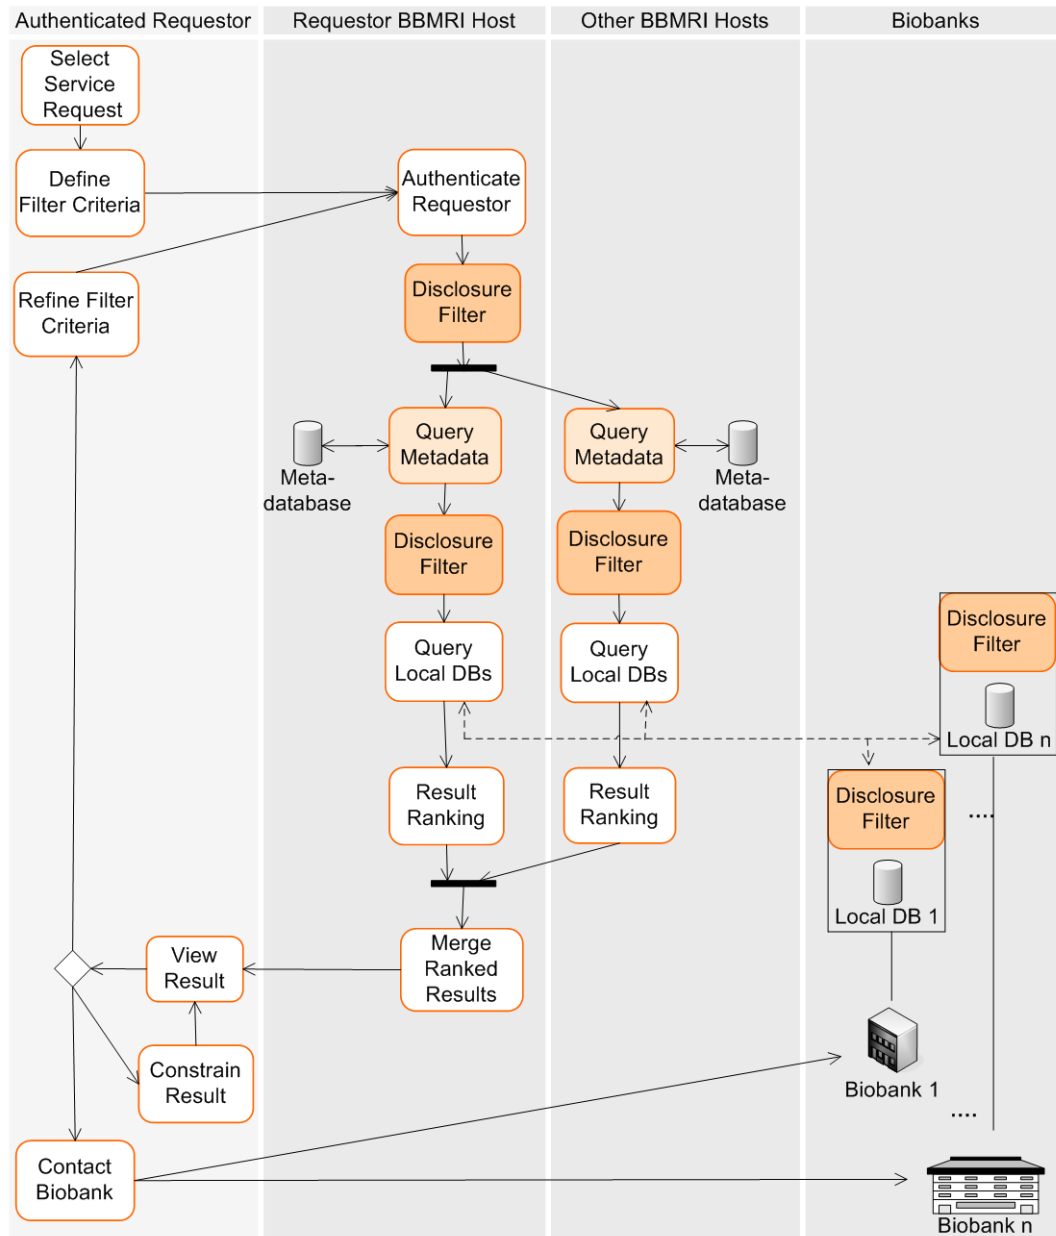 Authenticated Requestor
Requestor BBMRI Host
Other BBMRI Hosts
Biobanks
Select
Service
Request
Define
Filter Criteria
Authenticate
Requestor
Refine Filter
Criteria
Disclosure
Filter
Query
Metadata
Meta-
database
Query
Metadata
Meta-
database
Disclosure
Filter
Disclosure
Filter
Query
Local DBs
Query
Local DBs
Disclosure
Filter
Local DB n
Result
Ranking
Result
Ranking
Disclosure
Filter
....
Local DB 1
Merge
Ranked
Results
View
Result
Constrain
Result
Biobank 1
....
Contact
Biobank
Biobank n